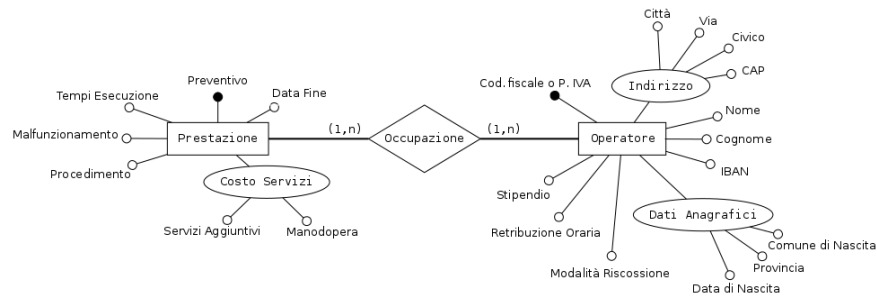 Città
Via
Civico
CAP
Indirizzo
Preventivo
Cod.fiscale o P. IVA
Tempi Esecuzione
Data Fine
Nome
Malfunzionamento
Prestazione
(1,n)
Occupazione
(1,n)
Operatore
Cognome
Procedimento
Costo Servizi
IBAN
Stipendio
Servizi Aggiuntivi
Manodopera
Retribuzione Oraria
Dati Anagrafici
Comune di Nascita
Modalità Riscossione
Provincia
Data di Nascita